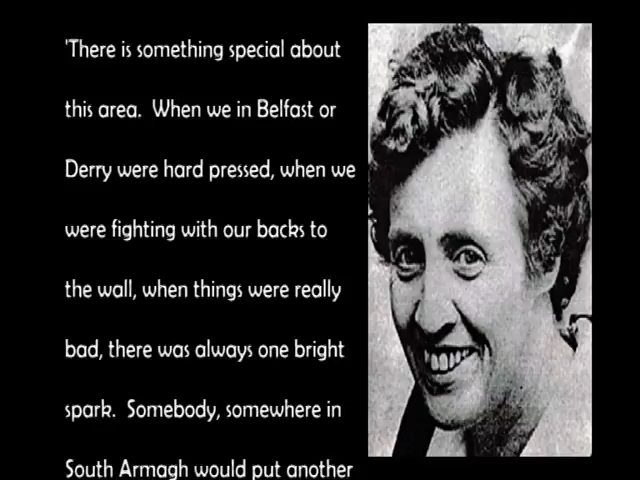 'There is something special about
this area.  When we in Belfast or
Derry were hard pressed, when we
were fighting with our backs to
the wall, when things were really
bad, there was always one bright
spark.  Somebody, somewhere in
South Armagh would put another